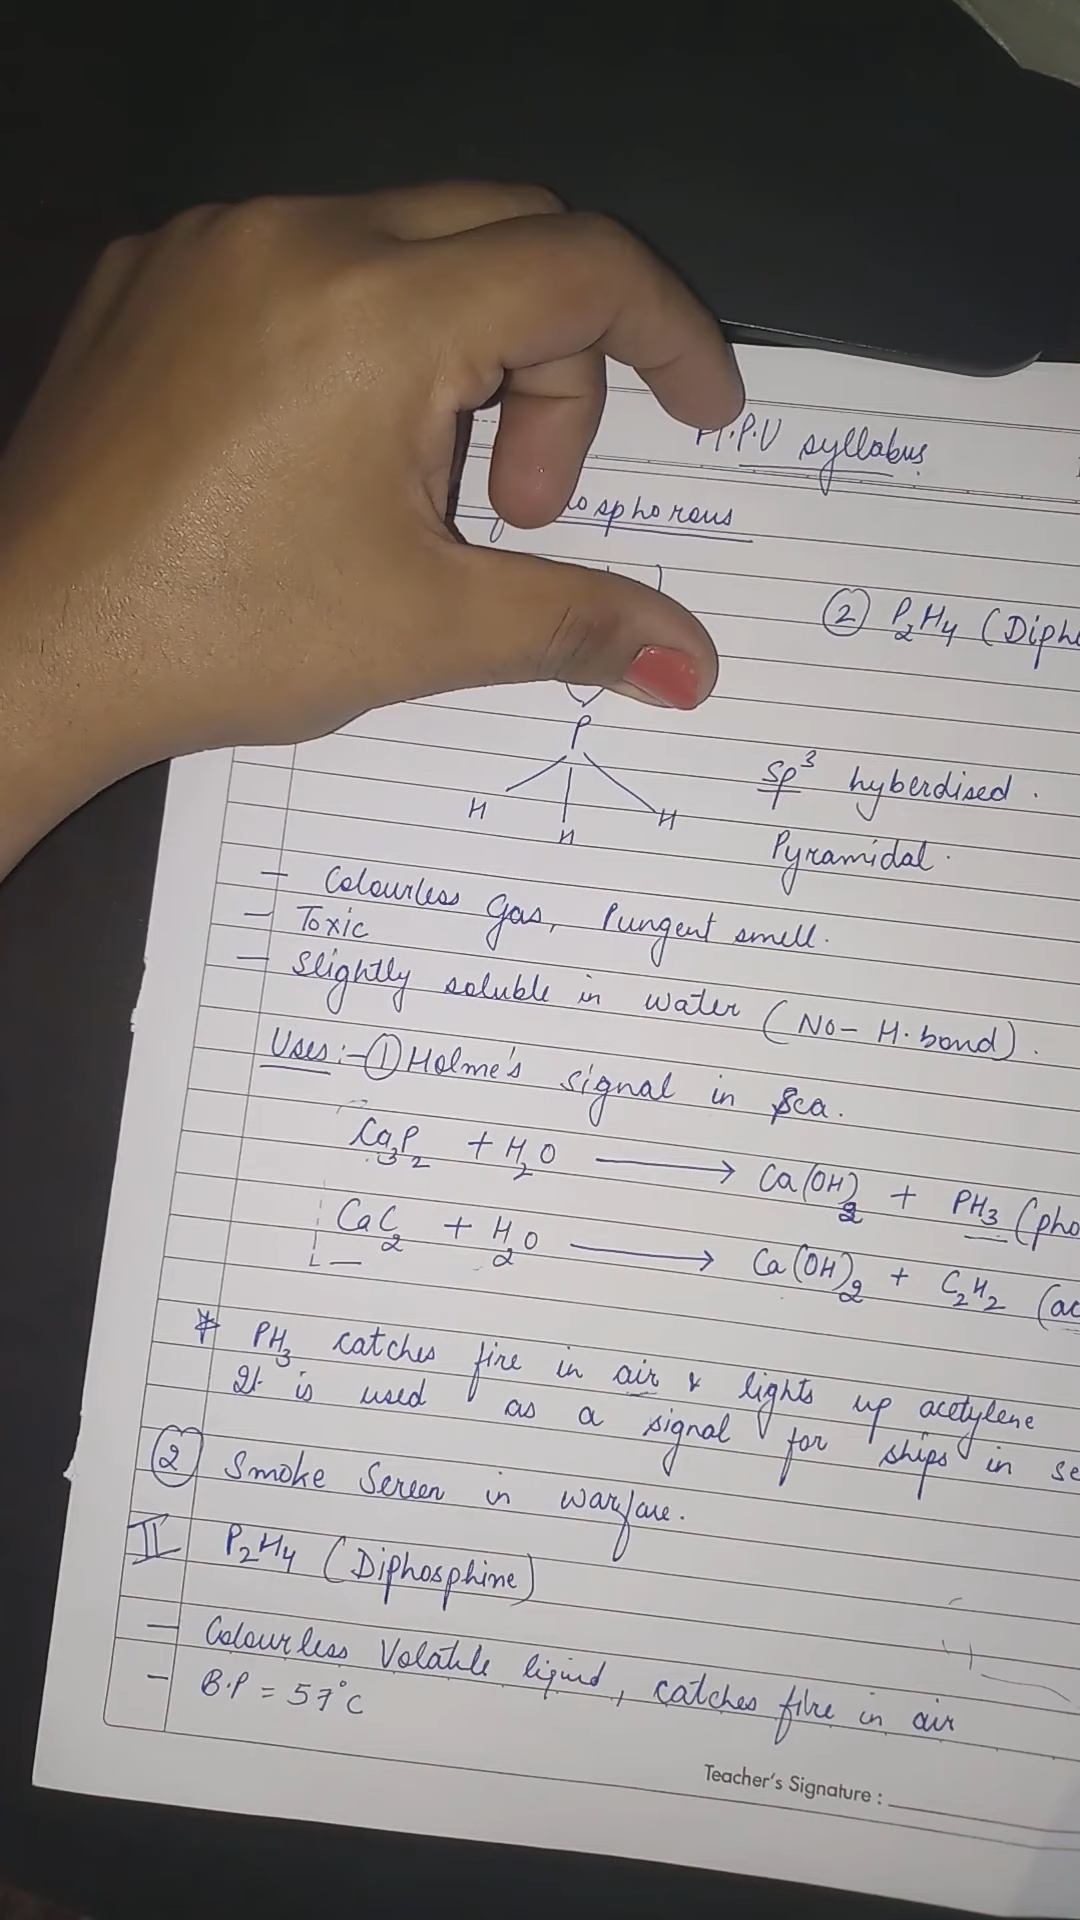 H.P.U syllabus
② P₂H₄ (Diph
P
H H H
sp³ hyberdised.
Pyramidal.
— Colourless gas, Pungent smell.
— Toxic
— Slightly soluble in water (No- H.bond).
Uses:- ① Holme's signal in sea.
Ca₃P₂ + H₂O ⟶ Ca(OH)₂ + PH₃ (pho
CaC₂ + H₂O ⟶ Ca(OH)₂ + C₂H₂ (ac
* PH₃ catches fire in air & lights up acetylene
It is used as a signal for ships in se
② Smoke Screen in warfare.
II P₂H₄ (Diphosphine)
— Colourless Volatile liquid, catches fire in air
— B.P = 57°C
Teacher's Signature :